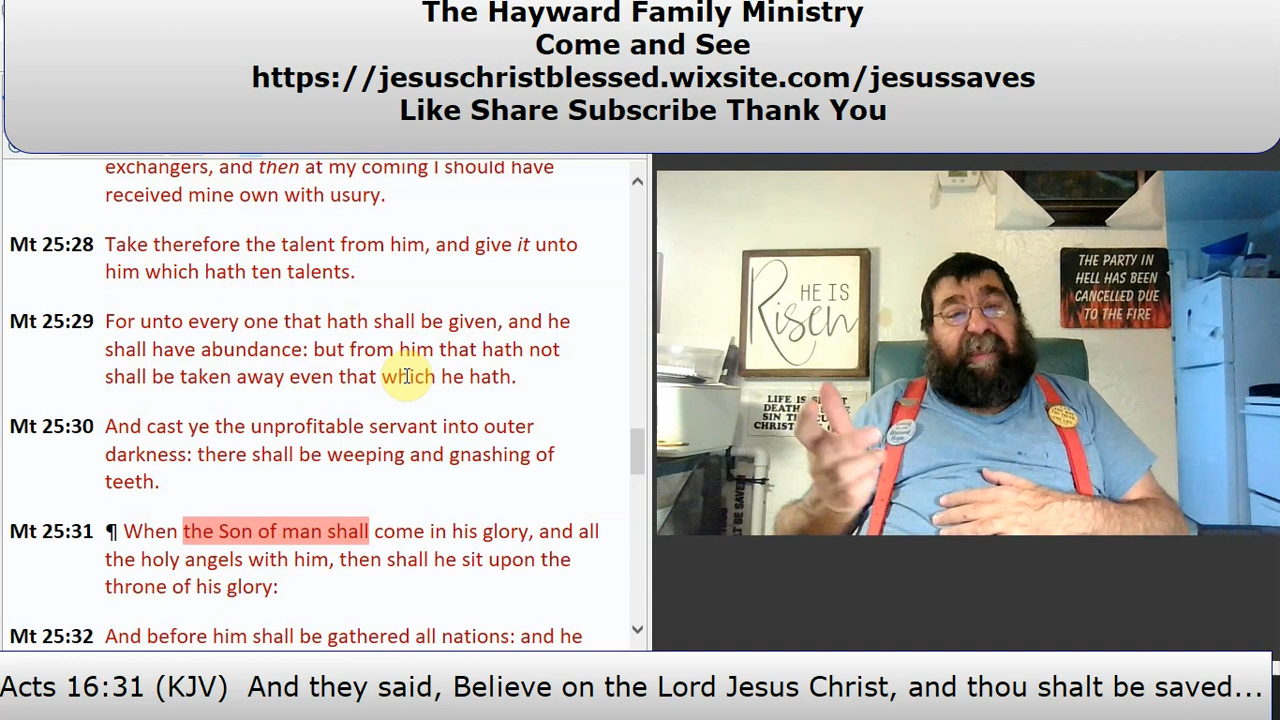 The Hayward Family Ministry
Come and See
https://jesuschristblessed.wixsite.com/jesussaves
Like Share Subscribe Thank You
exchangers, and then at my coming I should have
received mine own with usury.
Mt 25:28 Take therefore the talent from him, and give it unto
him which hath ten talents.
Mt 25:29 For unto every one that hath shall be given, and he
shall have abundance: but from him that hath not
shall be taken away even that which he hath.
Mt 25:30 And cast ye the unprofitable servant into outer
darkness: there shall be weeping and gnashing of
teeth.
Mt 25:31 ¶ When the Son of man shall come in his glory, and all
the holy angels with him, then shall he sit upon the
throne of his glory:
Mt 25:32 And before him shall be gathered all nations: and he
HE IS
Risen
THE PARTY IN
HELL HAS BEEN
CANCELLED DUE
TO THE FIRE
LIFE IS
DEATH
SIN
CHRIST
BE SAVED
Acts 16:31 (KJV) And they said, Believe on the Lord Jesus Christ, and thou shalt be saved...